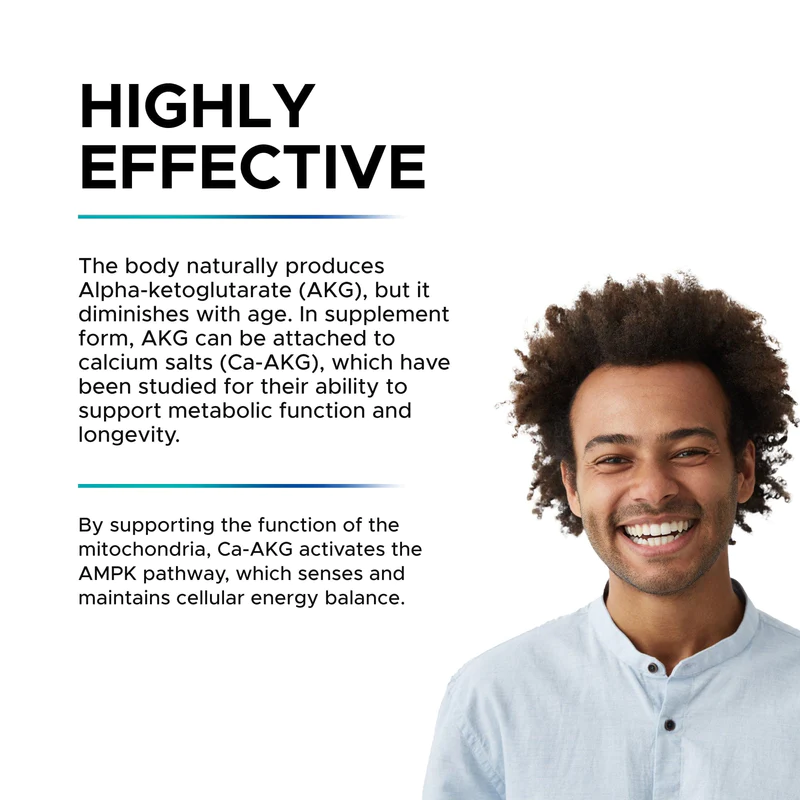 HIGHLY
EFFECTIVE
The body naturally produces
Alpha-ketoglutarate (AKG), but it
diminishes with age. In supplement
form, AKG can be attached to
calcium salts (Ca-AKG), which have
been studied for their ability to
support metabolic function and
longevity.
By supporting the function of the
mitochondria, Ca-AKG activates the
AMPK pathway, which senses and
maintains cellular energy balance.